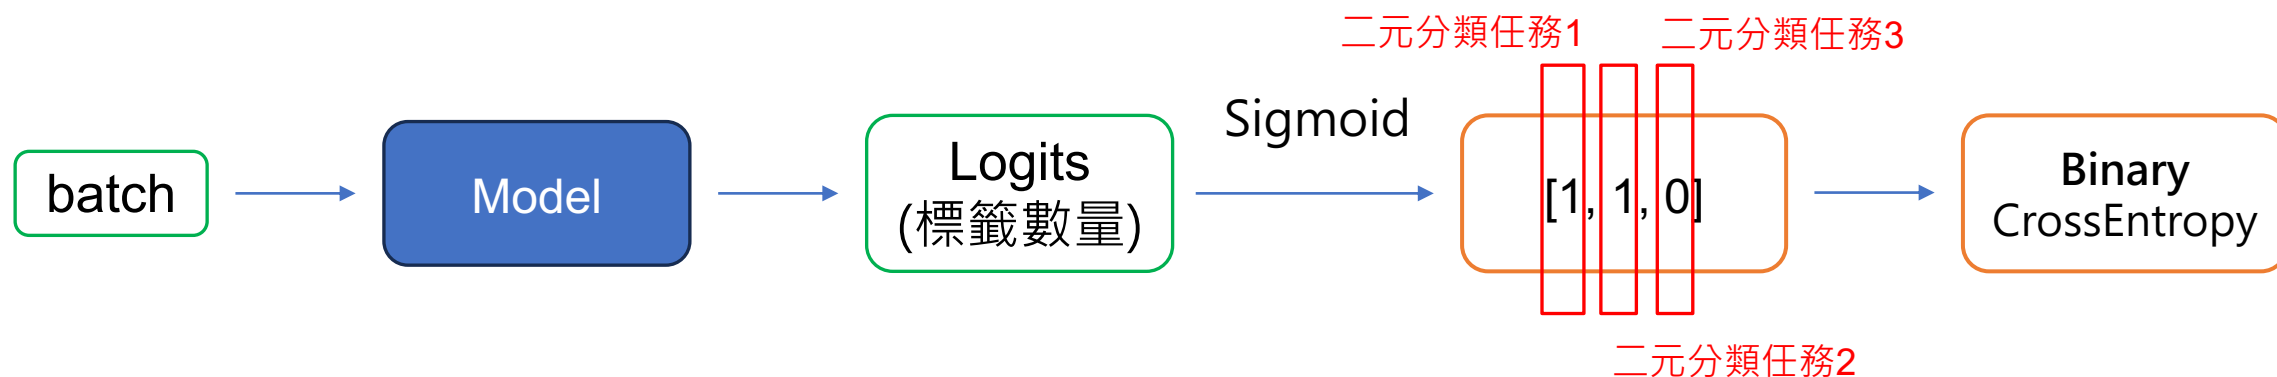 二元分類任務1
二元分類任務3
batch
Model
Logits
(標籤數量)
Sigmoid
[1, 1, 0]
Binary
CrossEntropy
二元分類任務2